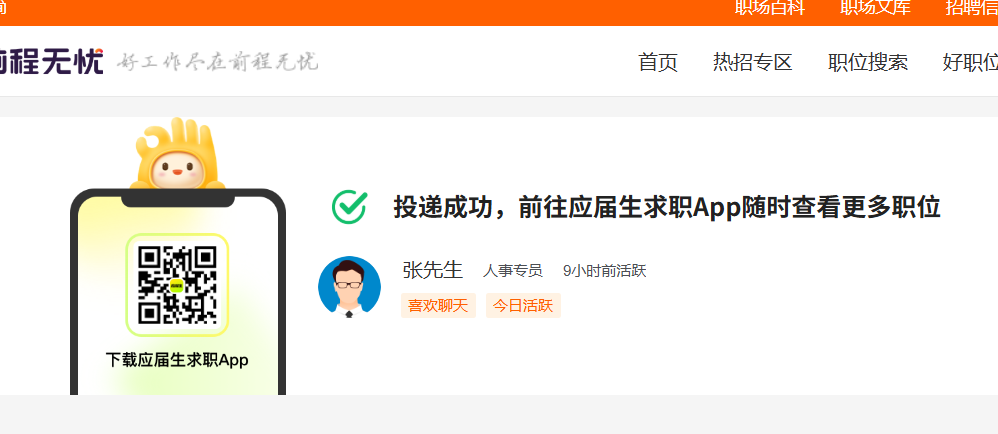 职场百科 职场文库 招聘信
前程无忧 好工作尽在前程无忧
首页 热招专区 职位搜索 好职位
投递成功，前往应届生求职App随时查看更多职位
张先生 人事专员 9小时前活跃
喜欢聊天 今日活跃
下载应届生求职App